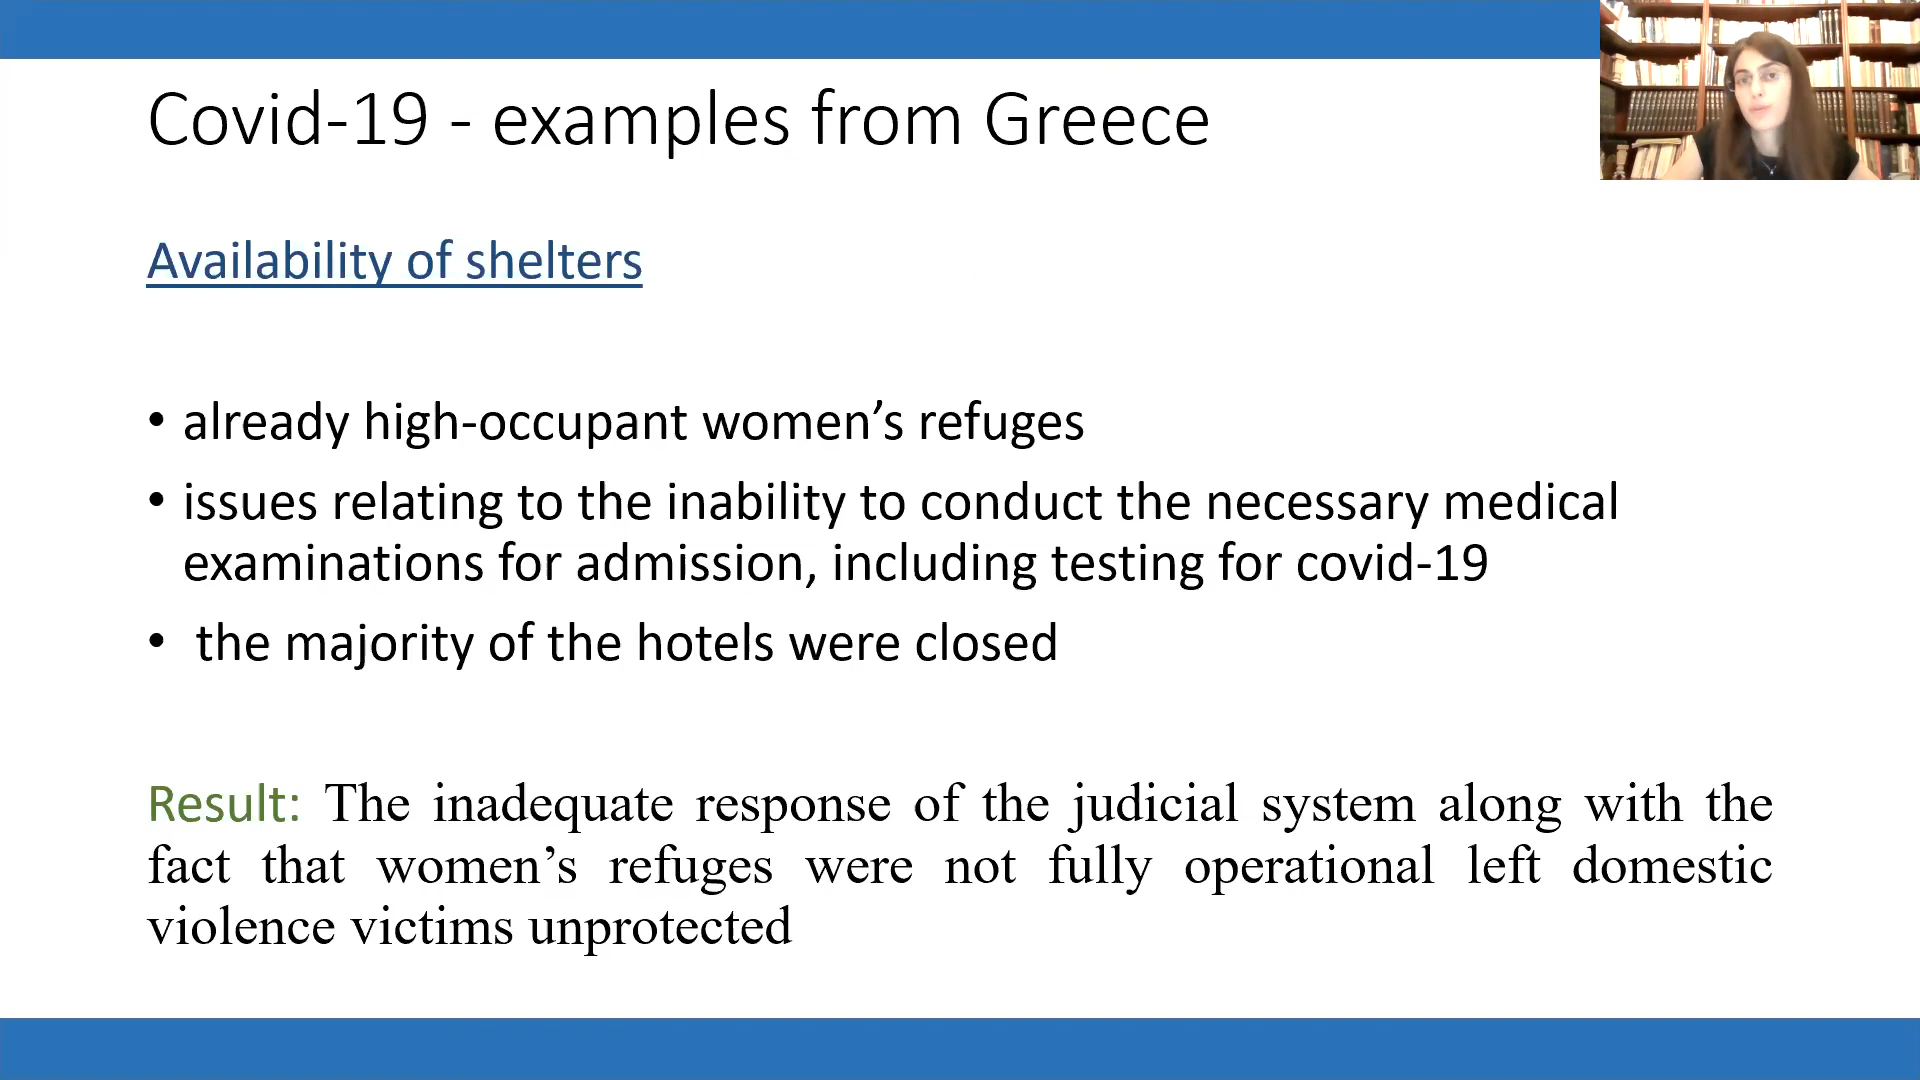 Covid-19 - examples from Greece
Availability of shelters
• already high-occupant women’s refuges
• issues relating to the inability to conduct the necessary medical
examinations for admission, including testing for covid-19
• the majority of the hotels were closed
Result: The inadequate response of the judicial system along with the
fact that women’s refuges were not fully operational left domestic
violence victims unprotected